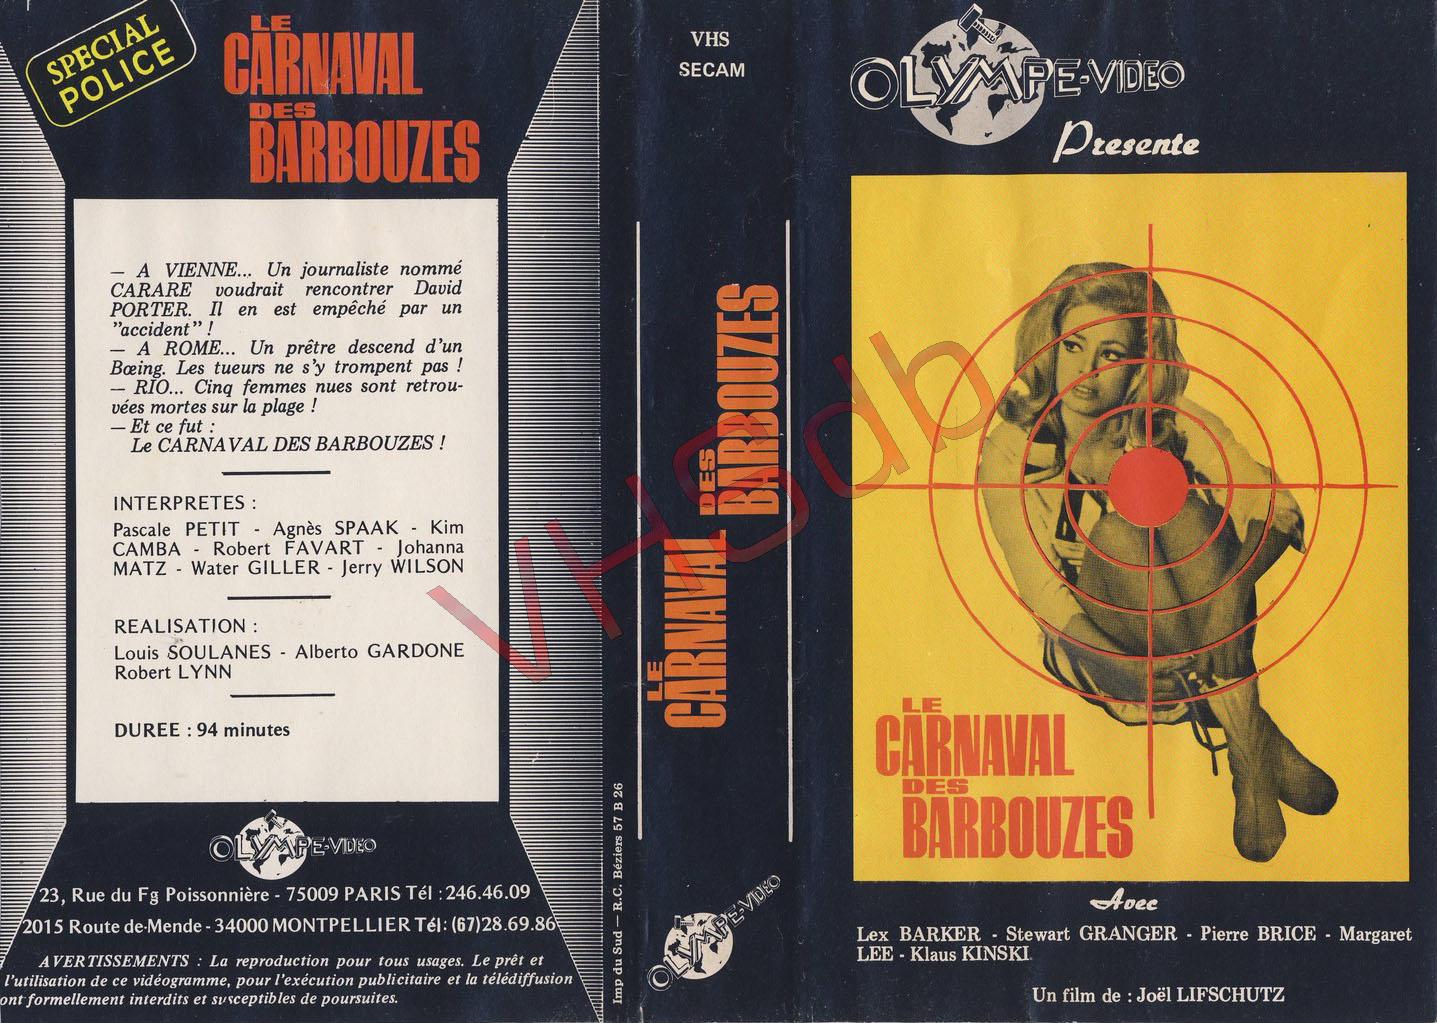 SPECIAL
POLICE
LE
CARNAVAL
DES
BARBOUZES
— A VIENNE... Un journaliste nommé
CARARE voudrait rencontrer David
PORTER. Il en est empêché par un
"accident" !
— A ROME... Un prêtre descend d'un
Bœing. Les tueurs ne s'y trompent pas !
— RIO... Cinq femmes nues sont retrou-
vées mortes sur la plage !
— Et ce fut :
Le CARNAVAL DES BARBOUZES !
INTERPRETES :
Pascale PETIT - Agnès SPAAK - Kim
CAMBA - Robert FAVART - Johanna
MATZ - Water GILLER - Jerry WILSON
REALISATION :
Louis SOULANES - Alberto GARDONE
Robert LYNN
DUREE : 94 minutes
OLYMPE-VIDEO
23, Rue du Fg Poissonnière - 75009 PARIS Tél : 246.46.09
2015 Route de-Mende - 34000 MONTPELLIER Tél : (67) 28.69.86
AVERTISSEMENTS : La reproduction pour tous usages. Le prêt et
l'utilisation de ce vidéogramme, pour l'exécution publicitaire et la télédiffusion
ont formellement interdits et susceptibles de poursuites.
Imp du Sud — R.C. Béziers 57 B 26
VHS
SECAM
LE
CARNAVAL
DES
BARBOUZES
OLYMPE-VIDEO
VHSdb
OLYMPE-VIDEO
Presente
LE
CARNAVAL
DES
BARBOUZES
Avec
Lex BARKER - Stewart GRANGER - Pierre BRICE - Margaret
LEE - Klaus KINSKI.
Un film de : Joël LIFSCHUTZ